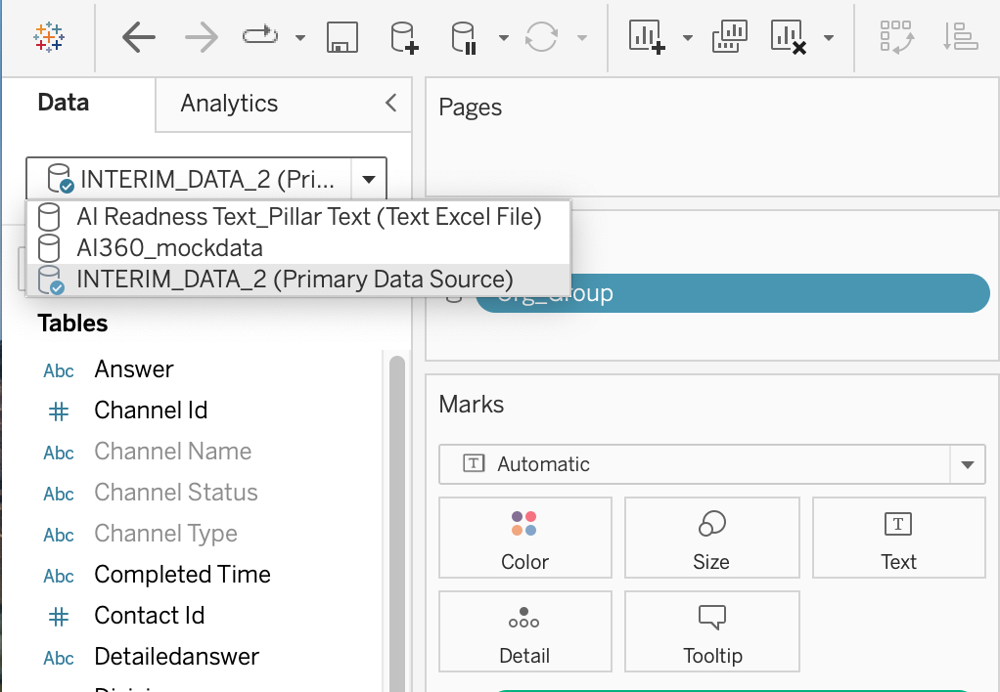 Data
Analytics
INTERIM_DATA_2 (Pri...
AI Readness Text_Pillar Text (Text Excel File)
AI360_mockdata
INTERIM_DATA_2 (Primary Data Source)
Tables
Abc Answer
# Channel Id
Abc Channel Name
Abc Channel Status
Abc Channel Type
Abc Completed Time
# Contact Id
Abc Detailedanswer
Pages
Org_Group
Marks
T Automatic
Color
Size
T
Text
Detail
Tooltip